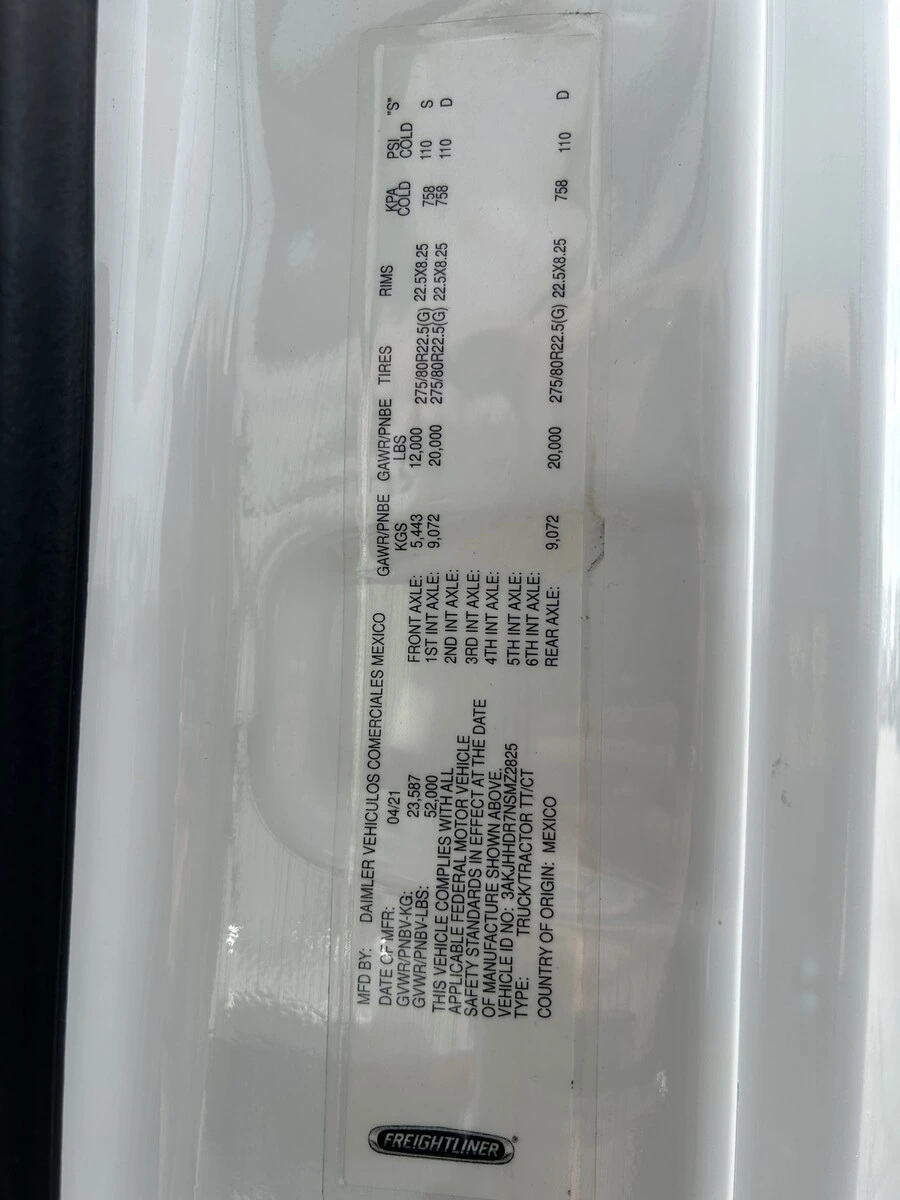 FREIGHTLINER®
MFD BY: DAIMLER VEHICULOS COMERCIALES MEXICO
DATE OF MFR: 04/21
GVWR/PNBV-KG: 23,587
GVWR/PNBV-LBS: 52,000
THIS VEHICLE COMPLIES WITH ALL
APPLICABLE FEDERAL MOTOR VEHICLE
SAFETY STANDARDS IN EFFECT AT THE DATE
OF MANUFACTURE SHOWN ABOVE.
VEHICLE ID NO: 3AKJHHDR7NSMZ2825
TYPE: TRUCK/TRACTOR TT/CT
COUNTRY OF ORIGIN: MEXICO
GAWR/PNBE GAWR/PNBE TIRES RIMS KPA PSI "S"
KGS LBS COLD COLD
FRONT AXLE: 5,443 12,000 275/80R22.5(G) 22.5X8.25 758 110 S
1ST INT AXLE: 9,072 20,000 275/80R22.5(G) 22.5X8.25 758 110 D
2ND INT AXLE:
3RD INT AXLE:
4TH INT AXLE:
5TH INT AXLE:
6TH INT AXLE:
REAR AXLE: 9,072 20,000 275/80R22.5(G) 22.5X8.25 758 110 D